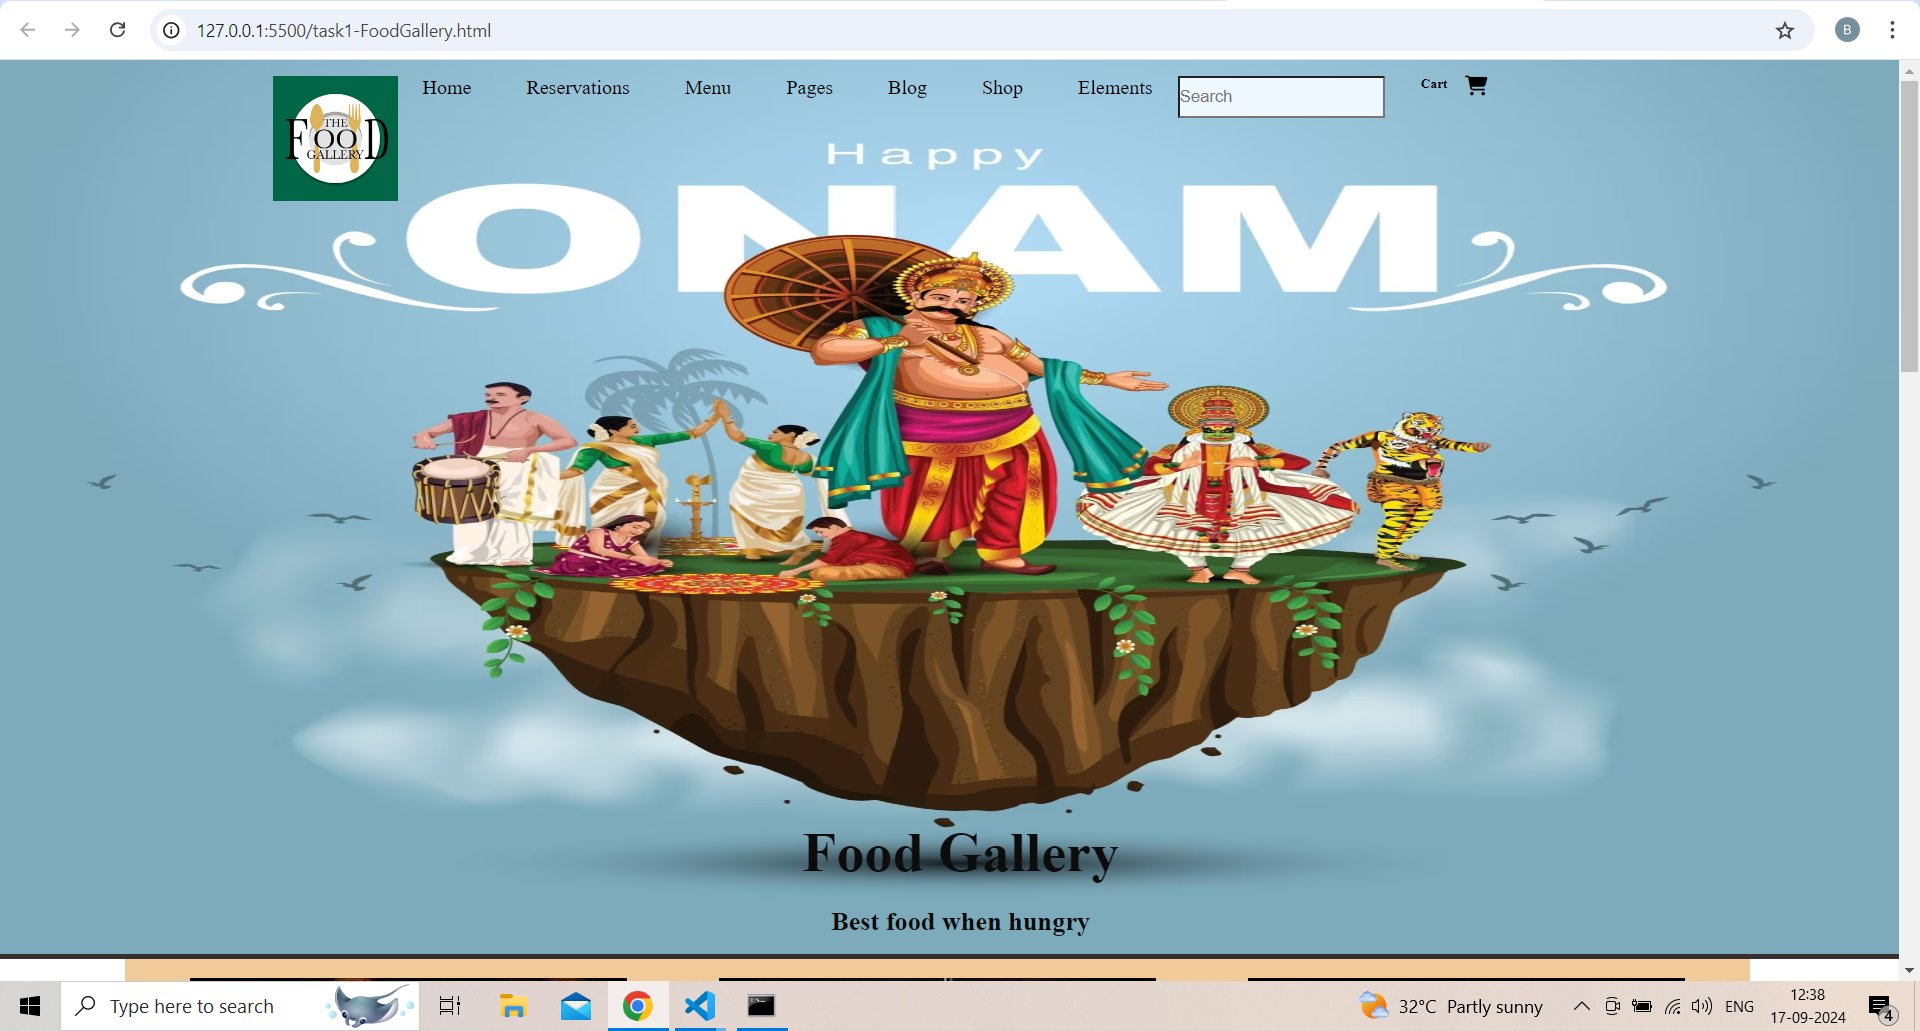 127.0.0.1:5500/task1-FoodGallery.html
B
THE
FOOD
GALLERY
Home Reservations Menu Pages Blog Shop Elements Search Cart
Happy
ONAM
Food Gallery
Best food when hungry
Type here to search
32°C Partly sunny
ENG
12:38
17-09-2024
4